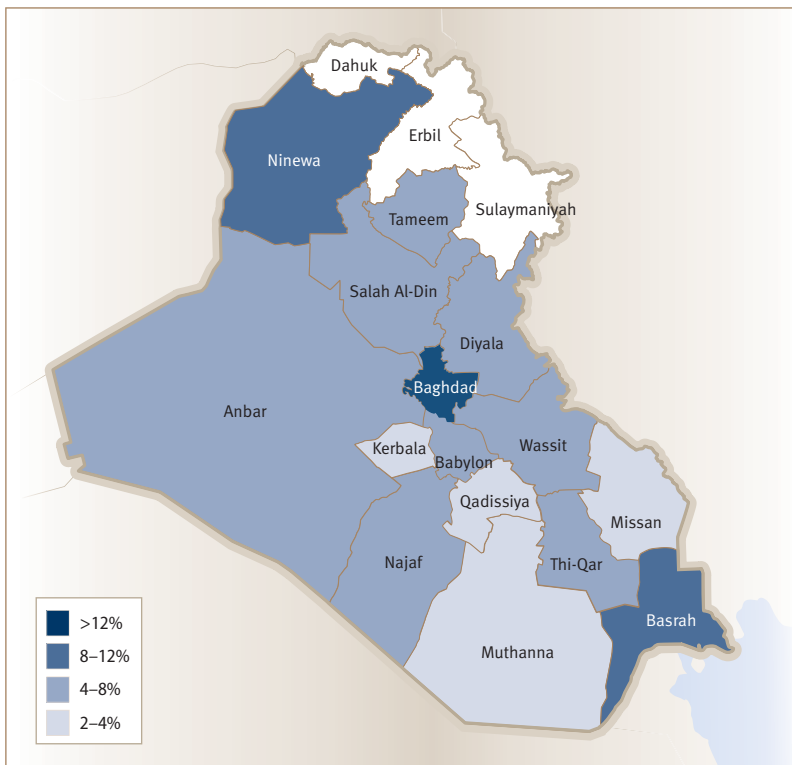 Dahuk
Erbil
Ninewa
Sulaymaniyah
Tameem
Salah Al-Din
Diyala
Baghdad
Anbar
Kerbala
Wassit
Babylon
Qadissiya
Missan
Najaf
Thi-Qar
Basrah
Muthanna
>12%
8–12%
4–8%
2–4%